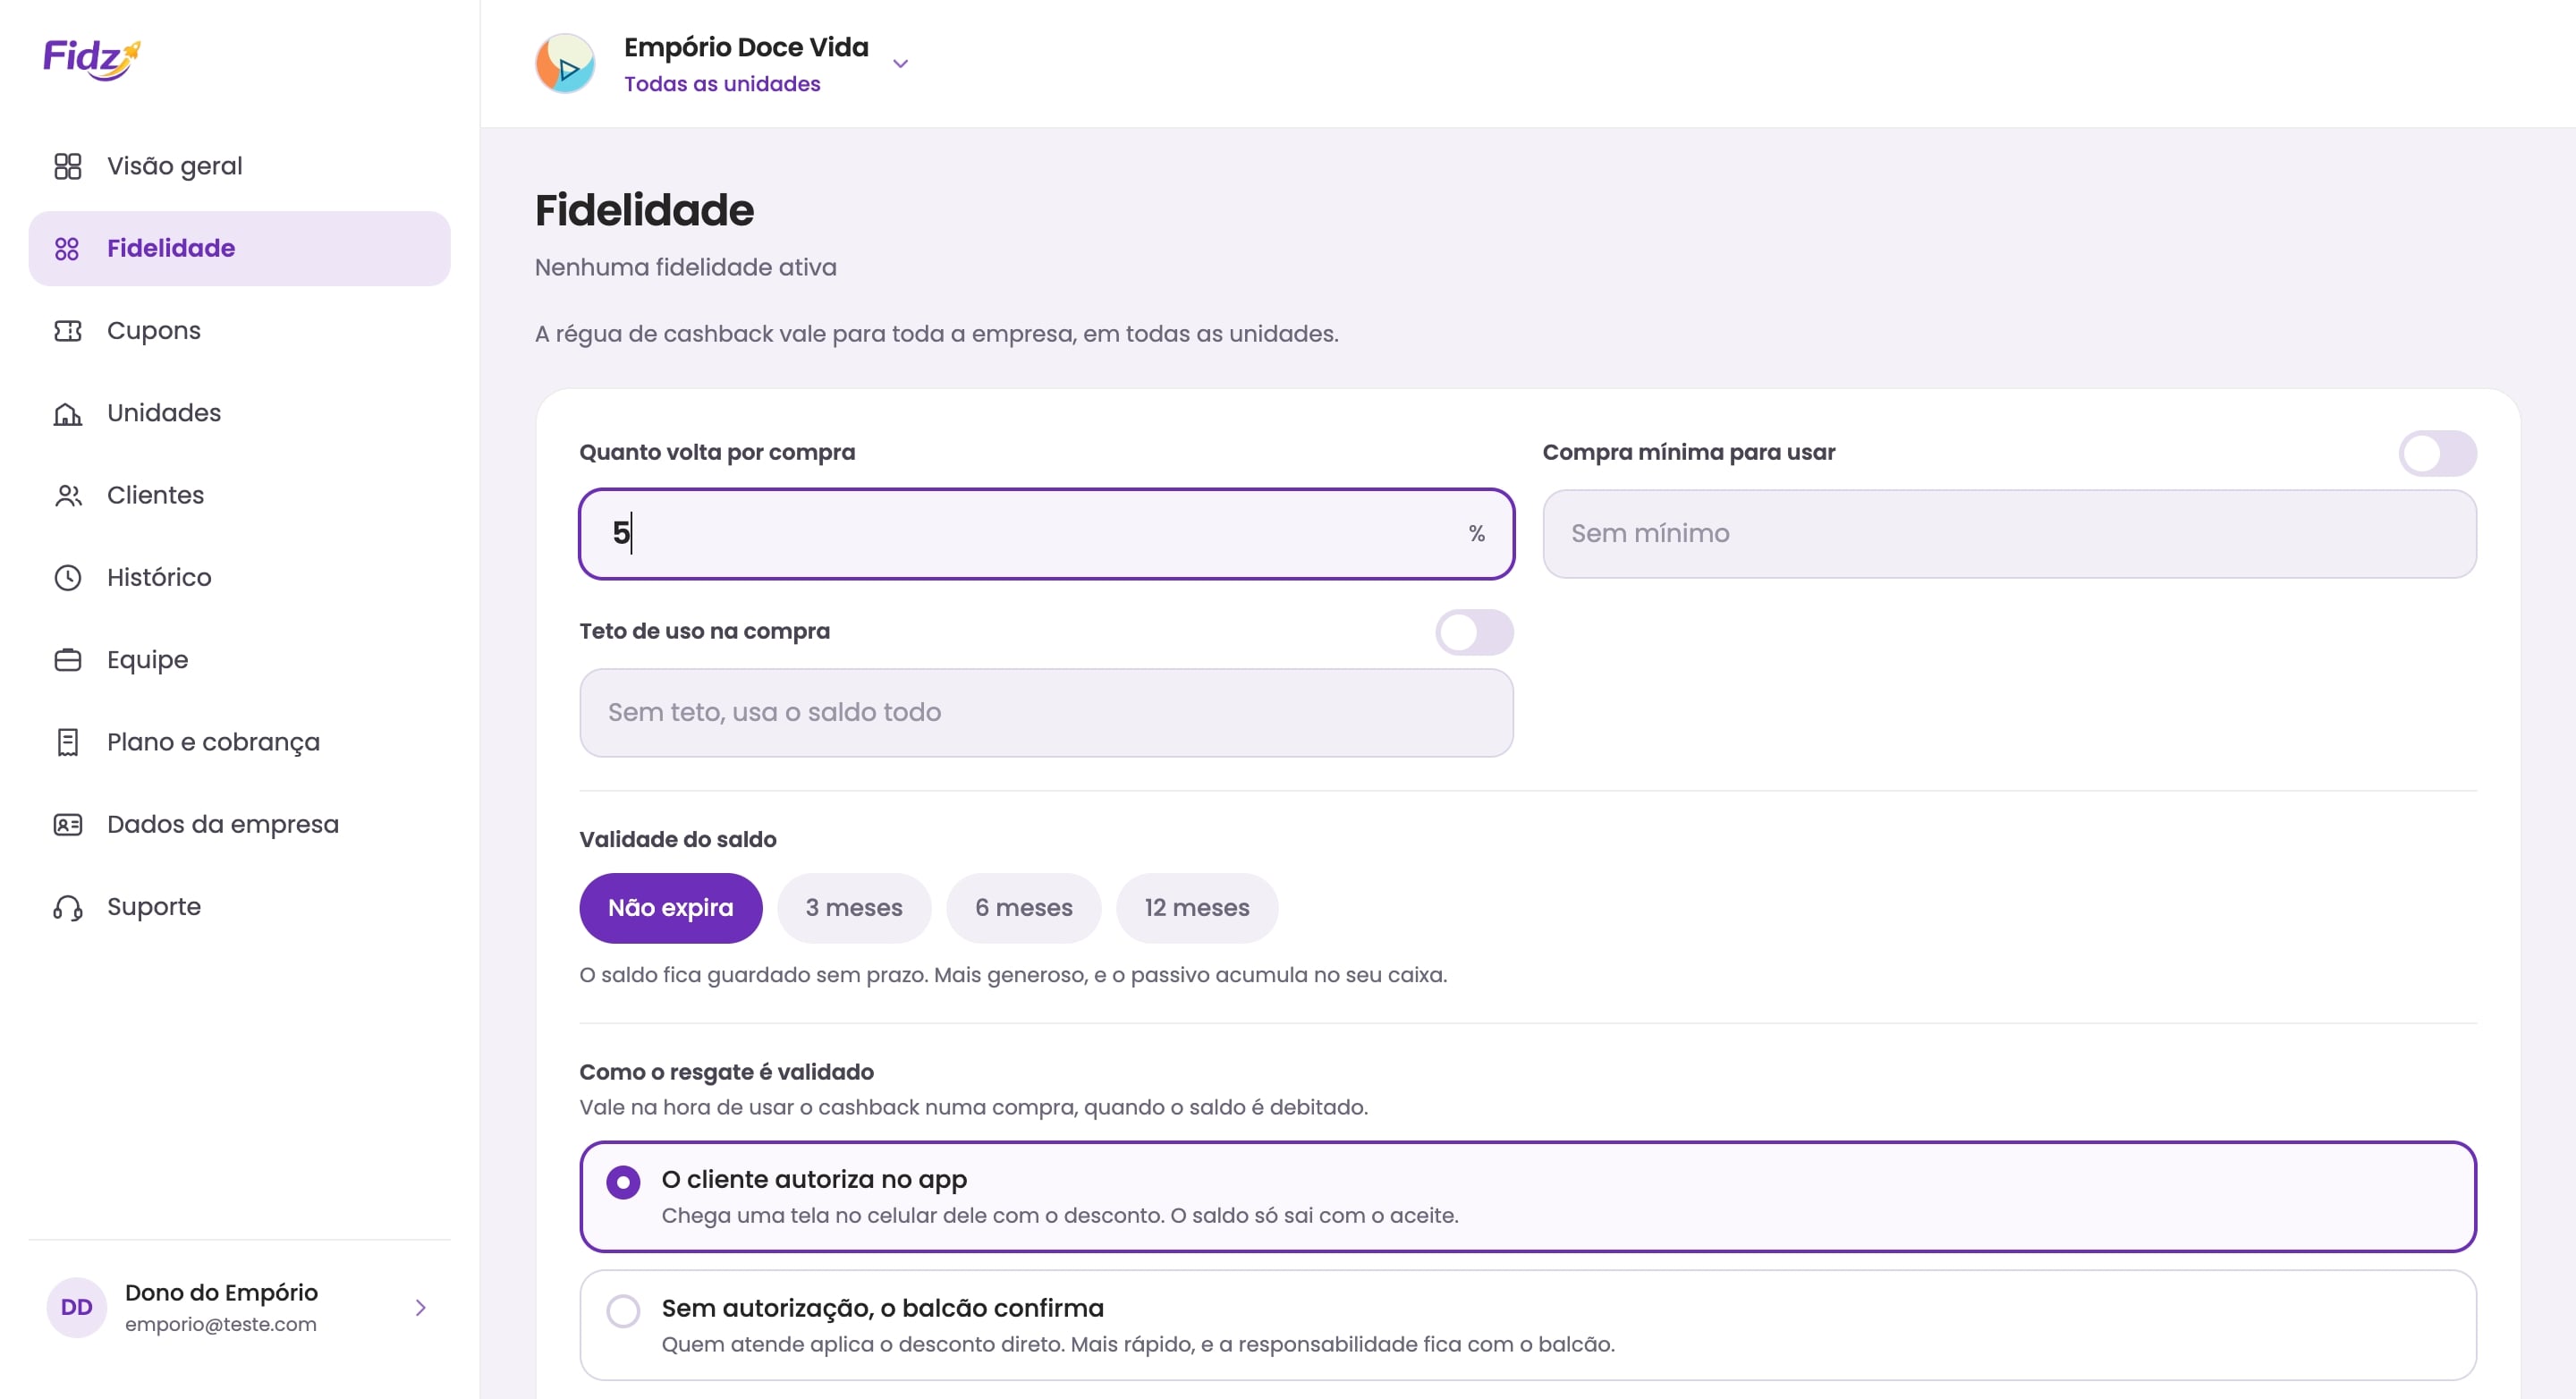 Fidz
Visão geral
Fidelidade
Cupons
Unidades
Clientes
Histórico
Equipe
Plano e cobrança
Dados da empresa
Suporte
DD
Dono do Empório
emporio@teste.com
Empório Doce Vida
Todas as unidades
Fidelidade
Nenhuma fidelidade ativa
A régua de cashback vale para toda a empresa, em todas as unidades.
Quanto volta por compra
5 %
Compra mínima para usar
Sem mínimo
Teto de uso na compra
Sem teto, usa o saldo todo
Validade do saldo
Não expira 3 meses 6 meses 12 meses
O saldo fica guardado sem prazo. Mais generoso, e o passivo acumula no seu caixa.
Como o resgate é validado
Vale na hora de usar o cashback numa compra, quando o saldo é debitado.
O cliente autoriza no app
Chega uma tela no celular dele com o desconto. O saldo só sai com o aceite.
Sem autorização, o balcão confirma
Quem atende aplica o desconto direto. Mais rápido, e a responsabilidade fica com o balcão.